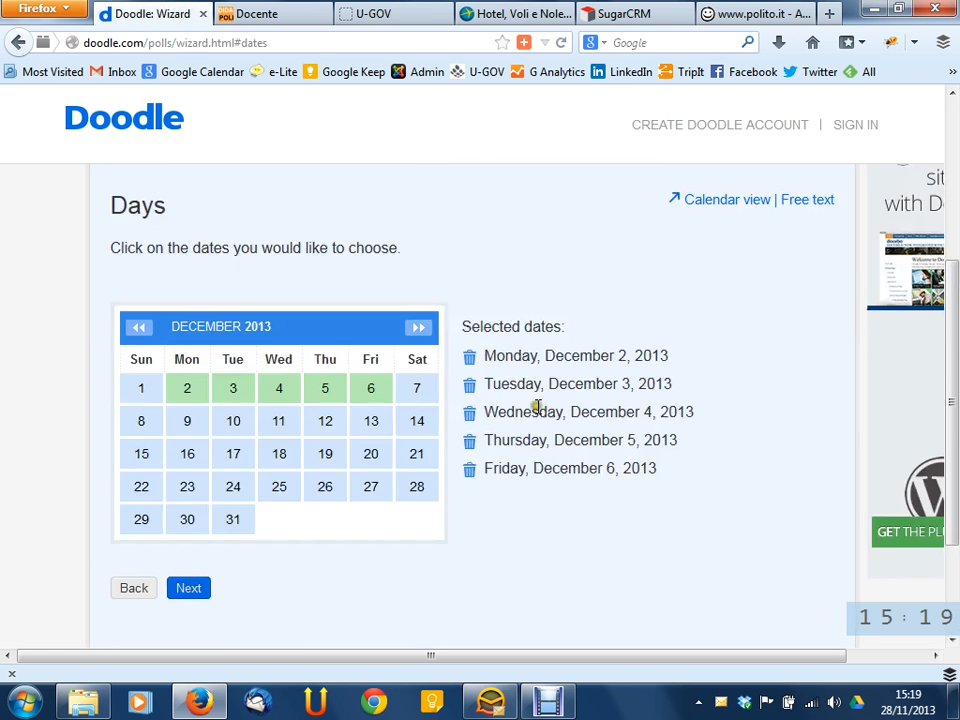 Firefox
Doodle: Wizard
Docente
U-GOV
Hotel, Voli e Nole...
SugarCRM
www.polito.it - A...
doodle.com/polls/wizard.html#dates
Google
Most Visited Inbox Google Calendar e-Lite Google Keep Admin U-GOV G Analytics LinkedIn TripIt Facebook Twitter All
Doodle
CREATE DOODLE ACCOUNT | SIGN IN
Days
Calendar view | Free text
Click on the dates you would like to choose.
DECEMBER 2013
Sun Mon Tue Wed Thu Fri Sat
1 2 3 4 5 6 7
8 9 10 11 12 13 14
15 16 17 18 19 20 21
22 23 24 25 26 27 28
29 30 31
Selected dates:
Monday, December 2, 2013
Tuesday, December 3, 2013
Wednesday, December 4, 2013
Thursday, December 5, 2013
Friday, December 6, 2013
Back Next
with D
GET THE PL
15:19
15:19
28/11/2013